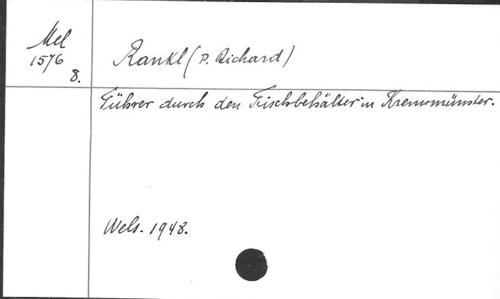 Mel
1576
8.
Rankl (P. Richard)
Führer durch den Fischbehälter in Kremsmünster.
Wels. 1948.